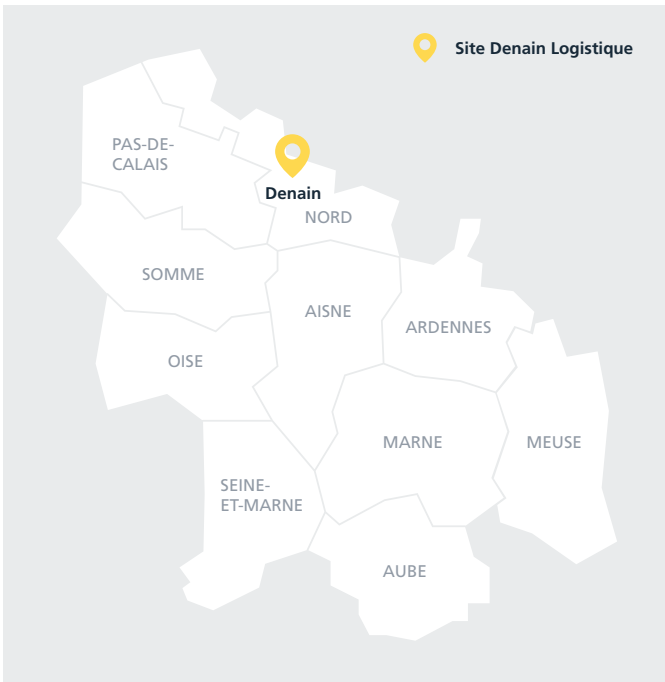 Site Denain Logistique
PAS-DE-
CALAIS
Denain
NORD
SOMME
AISNE
ARDENNES
OISE
MARNE
MEUSE
SEINE-
ET-MARNE
AUBE